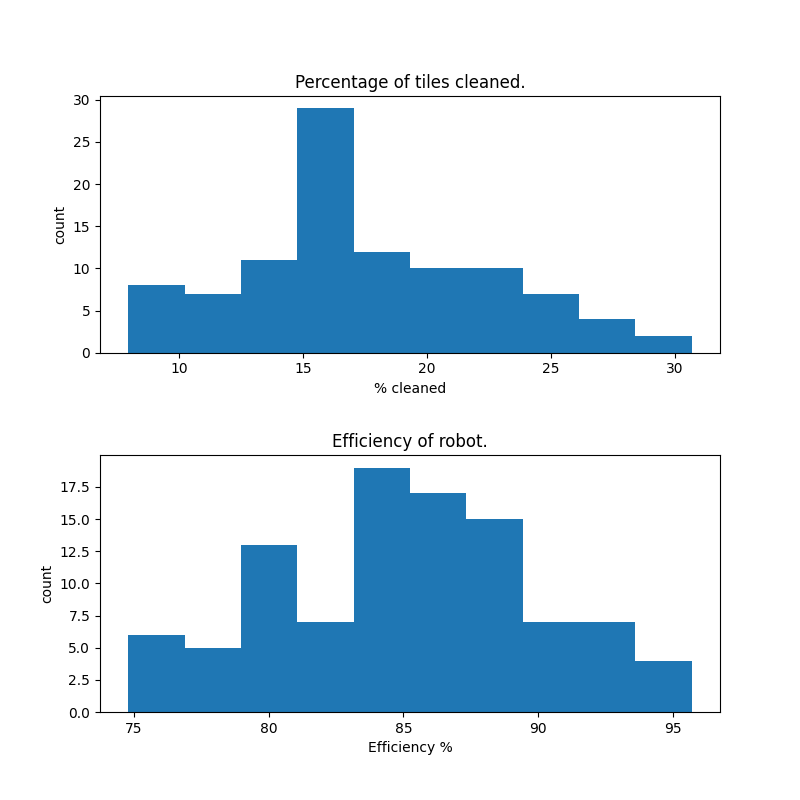 Percentage of tiles cleaned.
30
25
20
15
10
5
0
count
10 15 20 25 30
% cleaned
Efficiency of robot.
17.5
15.0
12.5
10.0
7.5
5.0
2.5
0.0
count
75 80 85 90 95
Efficiency %